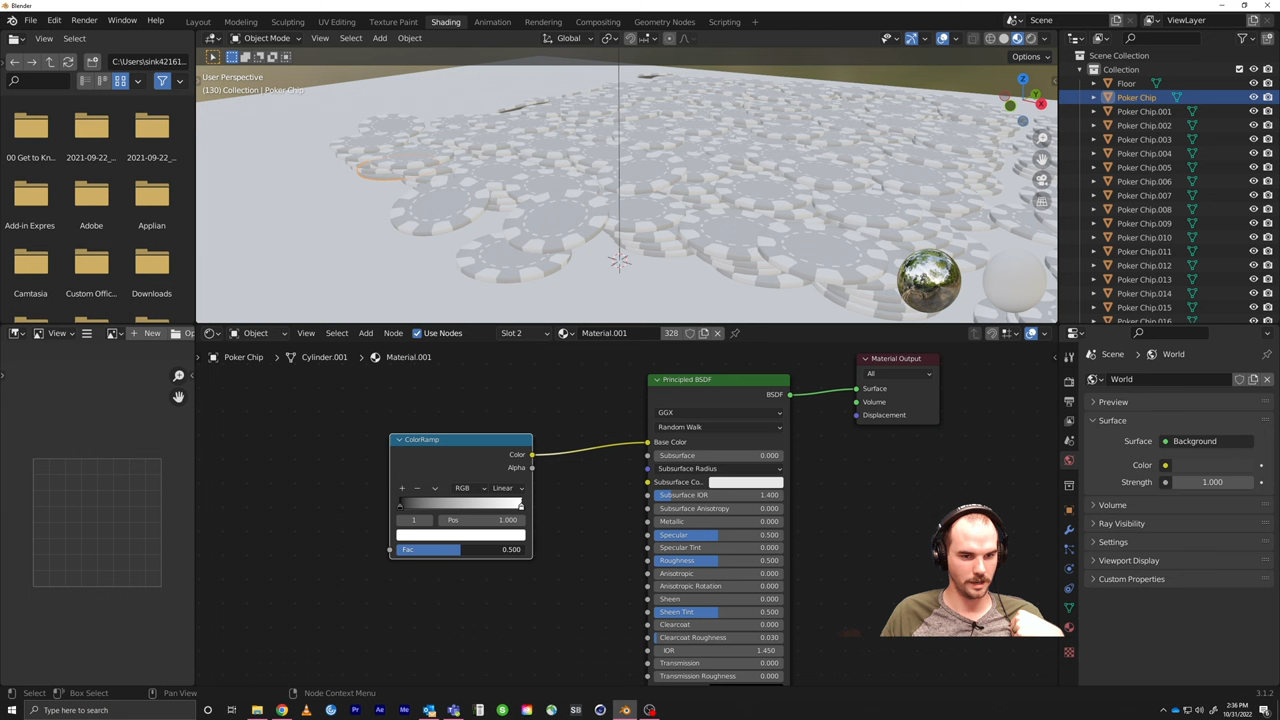 Blender
File Edit Render Window Help Layout Modeling Sculpting UV Editing Texture Paint Shading Animation Rendering Compositing Geometry Nodes Scripting + Scene ViewLayer
View Select
Object Mode View Select Add Object Global
C:\Users\sink42161...
Options
User Perspective
(130) Collection | Poker Chip
Z
Y
X
00 Get to Kn... 2021-09-22_... 2021-09-22_...
Add-in Expres Adobe Applian
Camtasia Custom Offic... Downloads
Scene Collection
Collection
Floor
Poker Chip
Poker Chip.001
Poker Chip.002
Poker Chip.003
Poker Chip.004
Poker Chip.005
Poker Chip.006
Poker Chip.007
Poker Chip.008
Poker Chip.009
Poker Chip.010
Poker Chip.011
Poker Chip.012
Poker Chip.013
Poker Chip.014
Poker Chip.015
Poker Chip.016
View + New Op
Object View Select Add Node Use Nodes Slot 2 Material.001 328
Poker Chip > Cylinder.001 > Material.001
ColorRamp
Color
Alpha
RGB Linear
1 Pos 1.000
Fac 0.500
Principled BSDF
BSDF
GGX
Random Walk
Base Color
Subsurface 0.000
Subsurface Radius
Subsurface Co...
Subsurface IOR 1.400
Subsurface Anisotropy 0.000
Metallic 0.000
Specular 0.500
Specular Tint 0.000
Roughness 0.500
Anisotropic 0.000
Anisotropic Rotation 0.000
Sheen 0.000
Sheen Tint 0.500
Clearcoat 0.000
Clearcoat Roughness 0.030
IOR 1.450
Transmission 0.000
Transmission Roughness 0.000
Material Output
All
Surface
Volume
Displacement
Scene > World
World
Preview
Surface
Surface Background
Color
Strength 1.000
Volume
Ray Visibility
Settings
Viewport Display
Custom Properties
Select Box Select Pan View Node Context Menu 3.1.2
Type here to search
Pr Ae Me
2:36 PM
10/31/2022